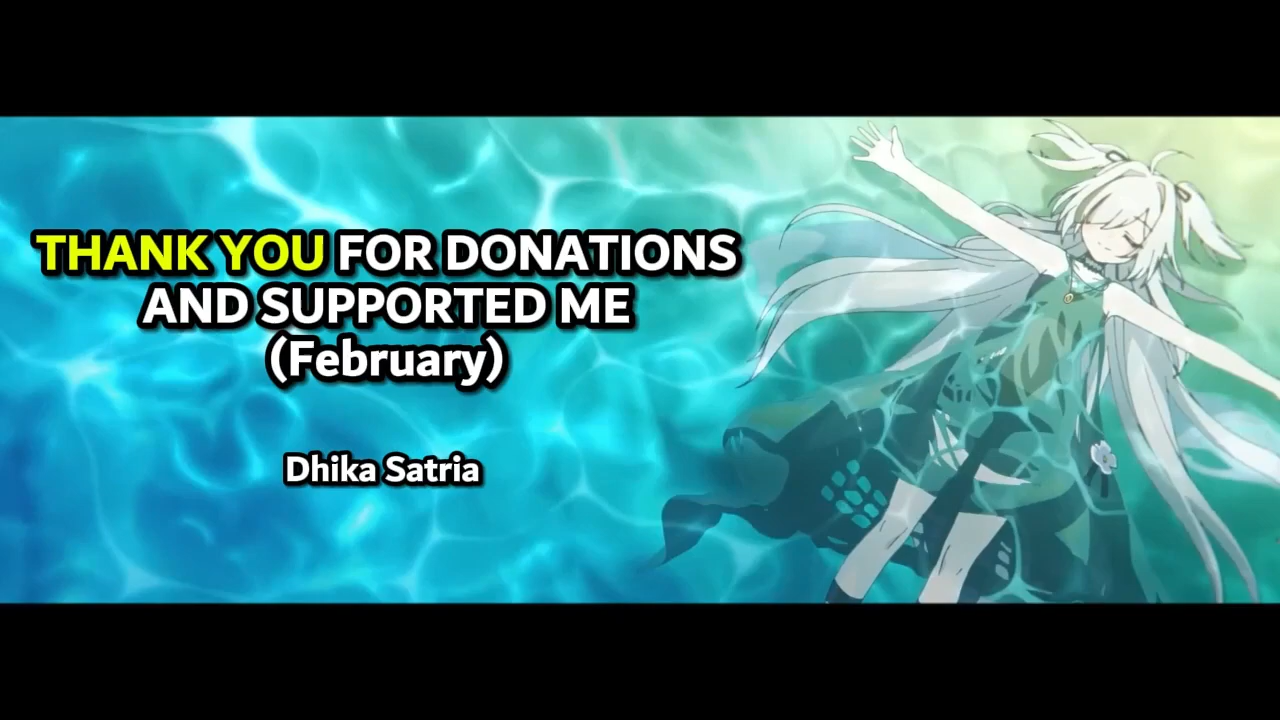 THANK YOU FOR DONATIONS
AND SUPPORTED ME
(February)
Dhika Satria